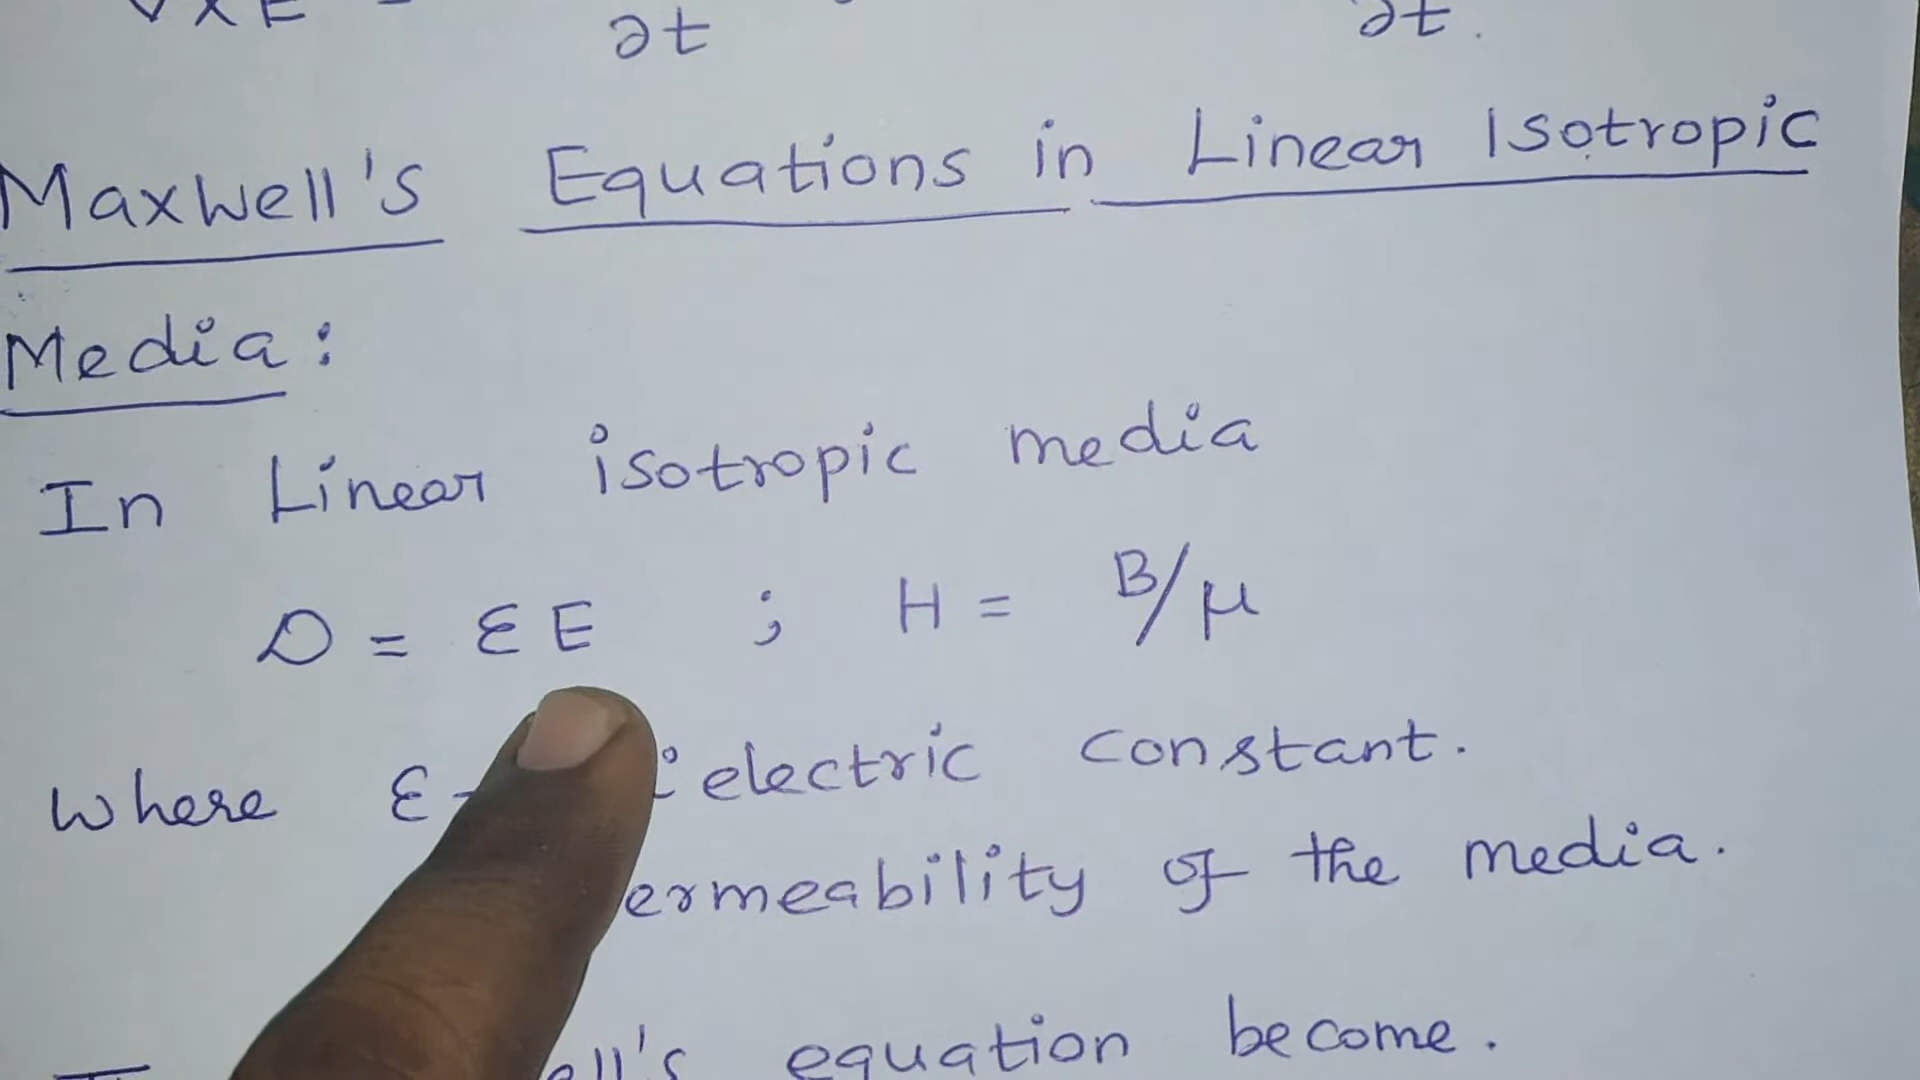 ∇ × E
∂t ∂t.
Maxwell's Equations in Linear Isotropic
Media:
In Linear isotropic media
D = εE ; H = B/μ
Where ε- electric constant.
ermeability of the media.
ell's equation become.